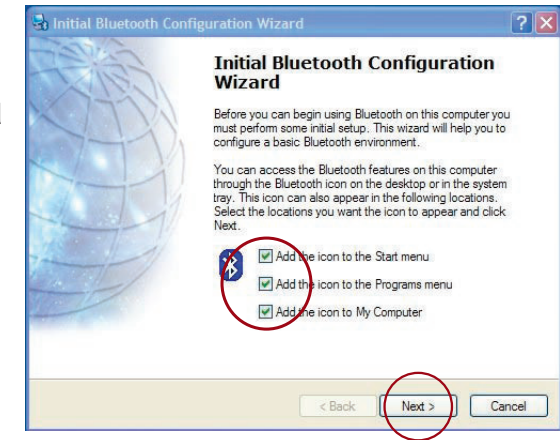 Initial Bluetooth Configuration Wizard
Initial Bluetooth Configuration
Wizard
Before you can begin using Bluetooth on this computer you
must perform some initial setup. This wizard will help you to
configure a basic Bluetooth environment.
You can access the Bluetooth features on this computer
through the Bluetooth icon on the desktop or in the system
tray. This icon can also appear in the following locations.
Select the locations you want the icon to appear and click
Next.
Add the icon to the Start menu
Add the icon to the Programs menu
Add the icon to My Computer
< Back
Next >
Cancel